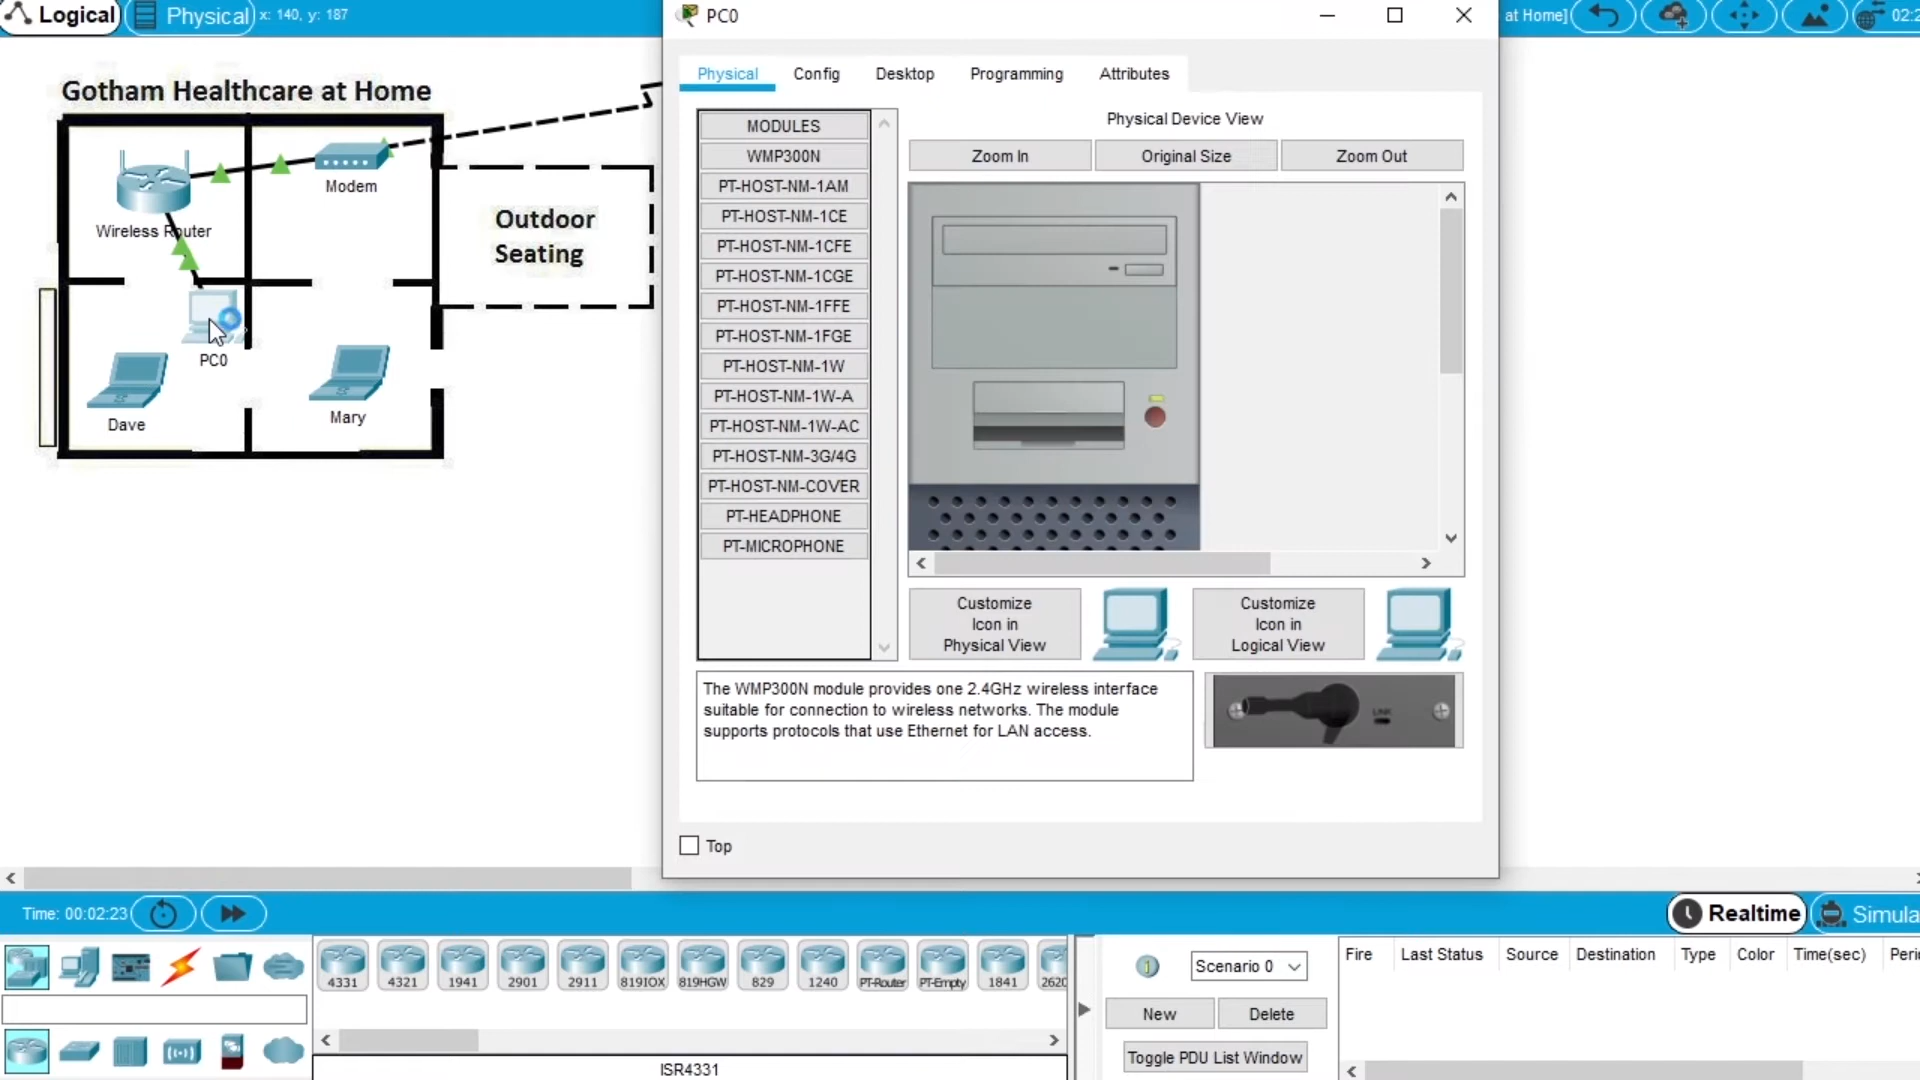 Logical
Physical
x: 140, y: 187
PC0
at Home]
Gotham Healthcare at Home
Modem
Wireless Router
Outdoor
Seating
PC0
Dave
Mary
Physical
Config
Desktop
Programming
Attributes
MODULES
WMP300N
PT-HOST-NM-1AM
PT-HOST-NM-1CE
PT-HOST-NM-1CFE
PT-HOST-NM-1CGE
PT-HOST-NM-1FFE
PT-HOST-NM-1FGE
PT-HOST-NM-1W
PT-HOST-NM-1W-A
PT-HOST-NM-1W-AC
PT-HOST-NM-3G/4G
PT-HOST-NM-COVER
PT-HEADPHONE
PT-MICROPHONE
Physical Device View
Zoom In
Original Size
Zoom Out
Customize
Icon in
Physical View
Customize
Icon in
Logical View
The WMP300N module provides one 2.4GHz wireless interface
suitable for connection to wireless networks. The module
supports protocols that use Ethernet for LAN access.
LINK
Top
Time: 00:02:23
Realtime
Simula
4331
4321
1941
2901
2911
819IOX
819HGW
829
1240
PT-Router
PT-Empty
1841
2620
ISR4331
Scenario 0
New
Delete
Toggle PDU List Window
Fire
Last Status
Source
Destination
Type
Color
Time(sec)
Peri